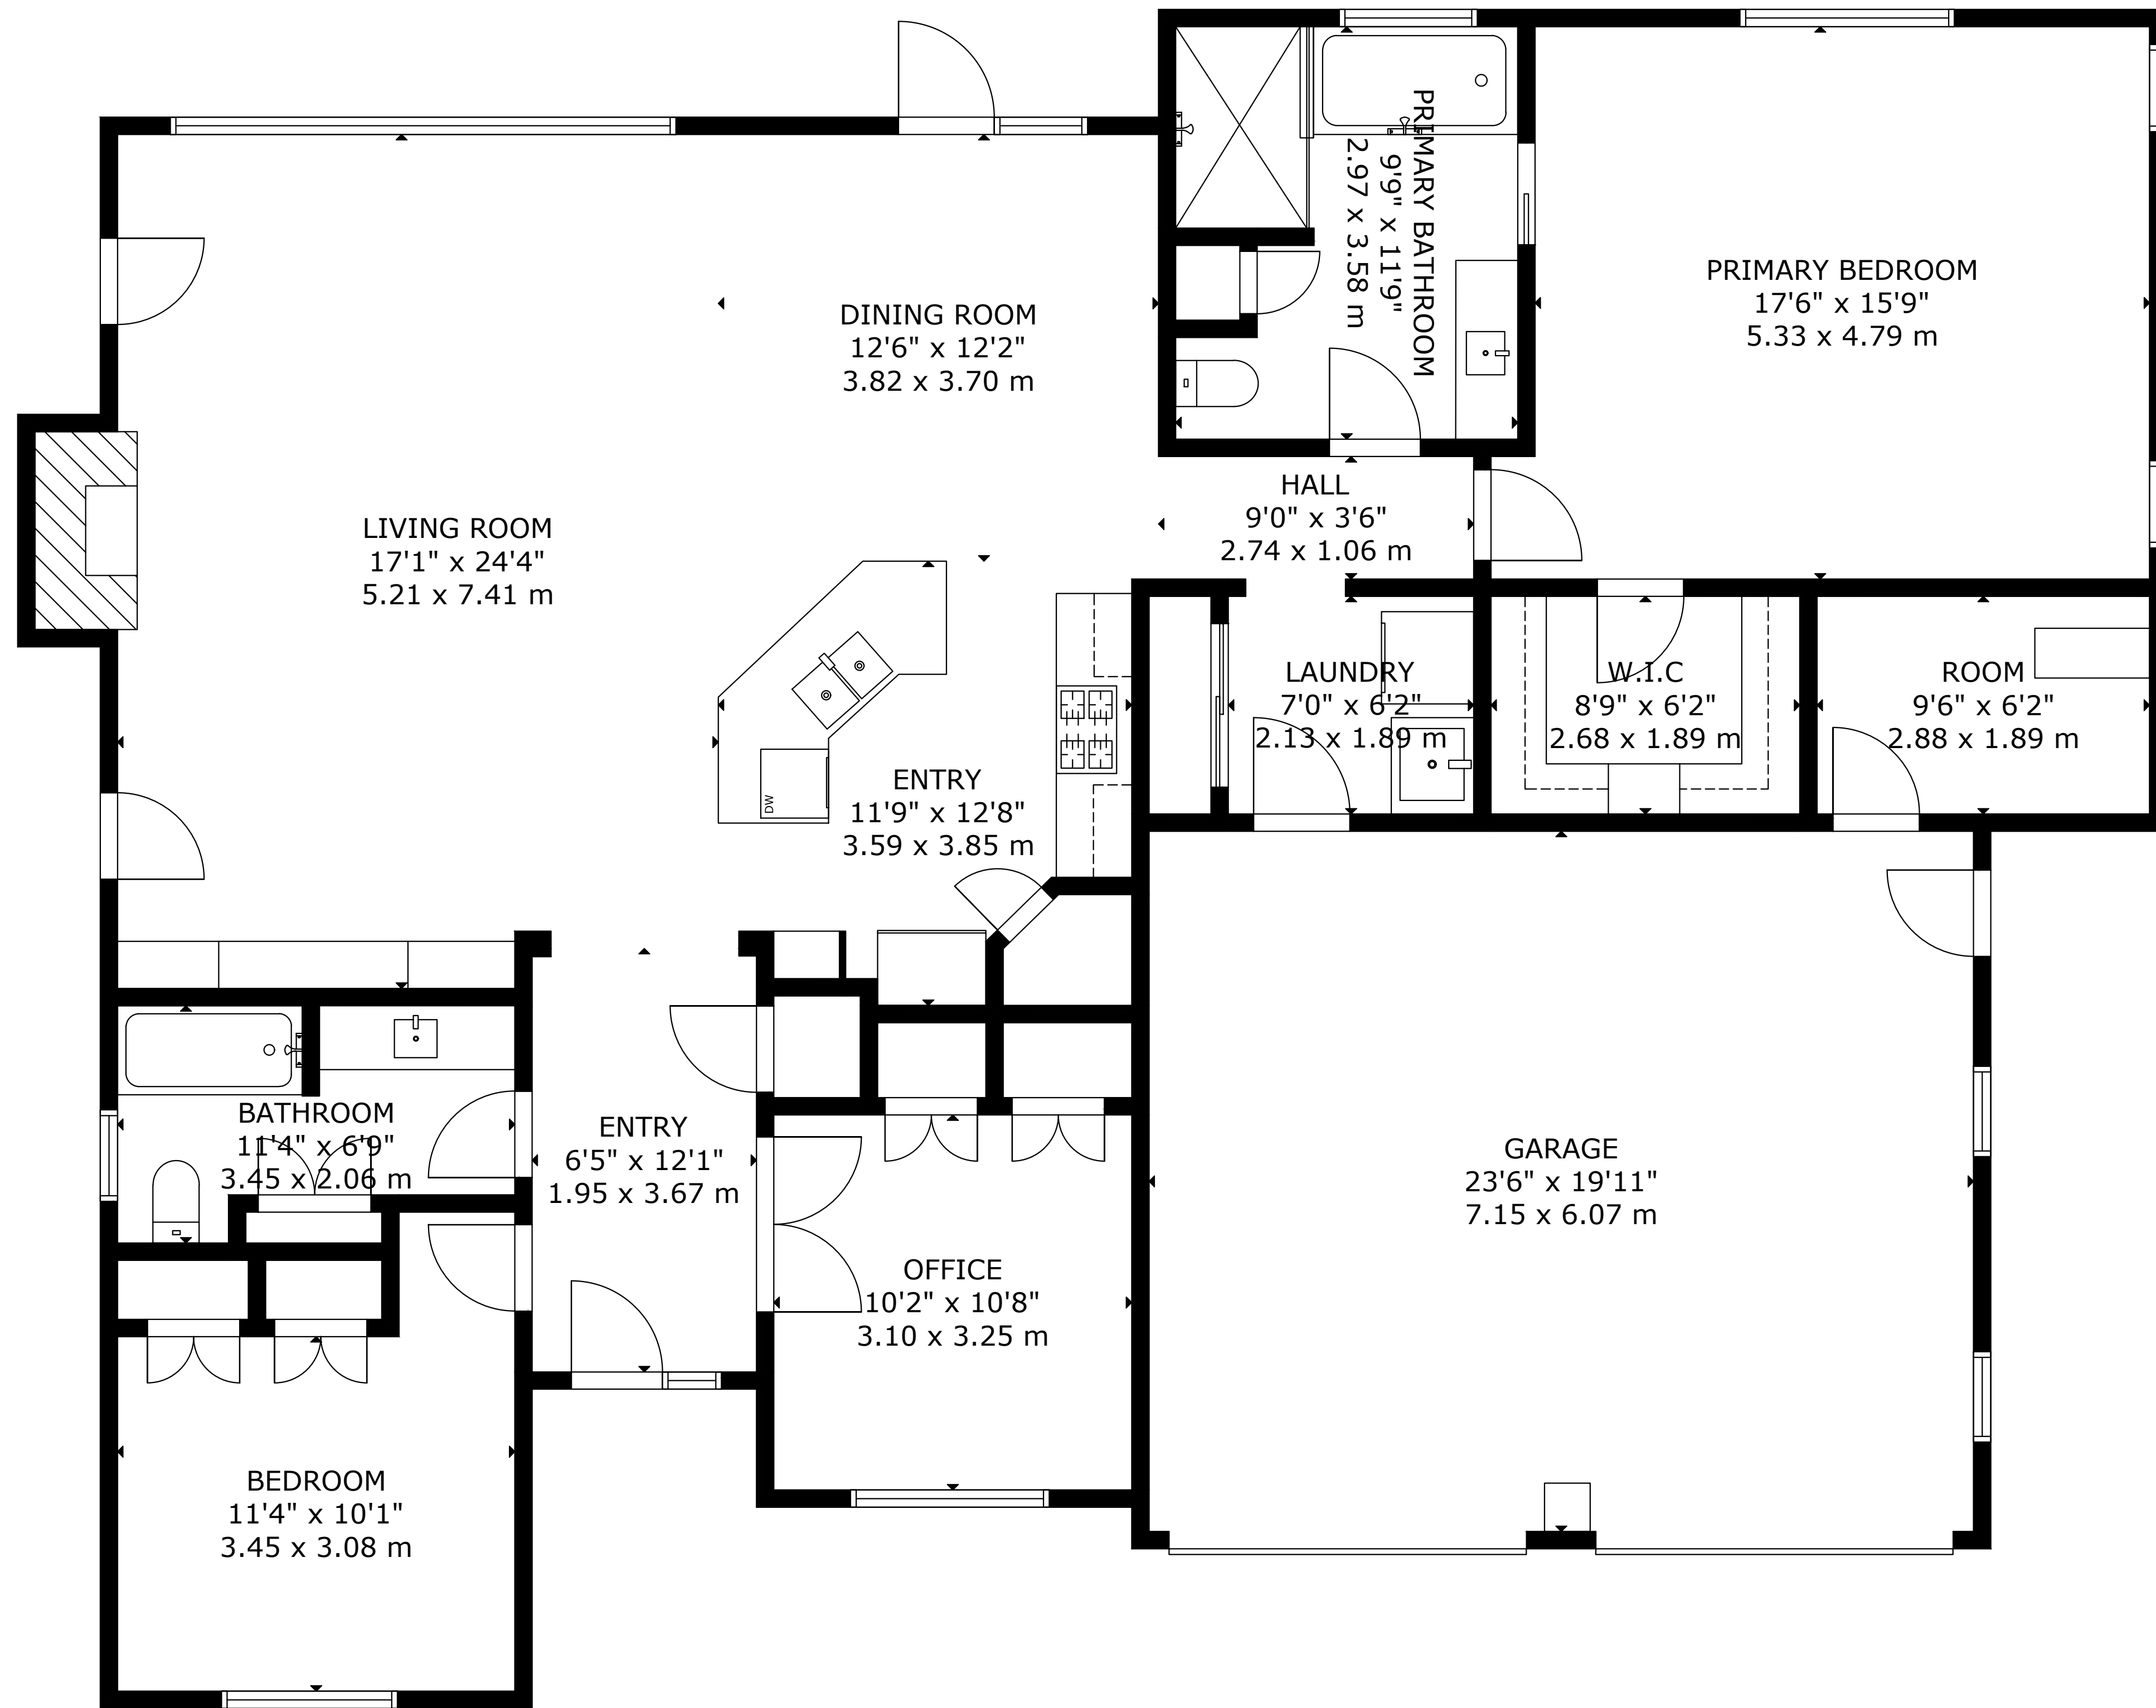 PRIMARY BATHROOM
9'9" x 11'9"
2.97 x 3.58 m
PRIMARY BEDROOM
17'6" x 15'9"
5.33 x 4.79 m
DINING ROOM
12'6" x 12'2"
3.82 x 3.70 m
HALL
9'0" x 3'6"
2.74 x 1.06 m
LIVING ROOM
17'1" x 24'4"
5.21 x 7.41 m
LAUNDRY
7'0" x 6'2"
2.13 x 1.89 m
W.I.C
8'9" x 6'2"
2.68 x 1.89 m
ROOM
9'6" x 6'2"
2.88 x 1.89 m
DW
ENTRY
11'9" x 12'8"
3.59 x 3.85 m
BATHROOM
11'4" x 6'9"
3.45 x 2.06 m
ENTRY
6'5" x 12'1"
1.95 x 3.67 m
GARAGE
23'6" x 19'11"
7.15 x 6.07 m
OFFICE
10'2" x 10'8"
3.10 x 3.25 m
BEDROOM
11'4" x 10'1"
3.45 x 3.08 m